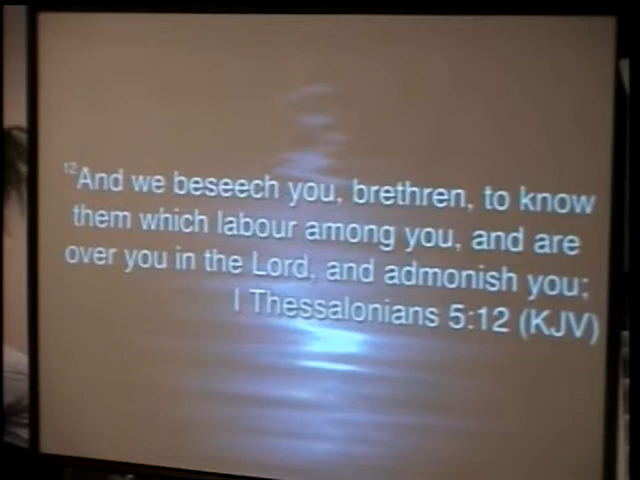 12And we beseech you, brethren, to know
them which labour among you, and are
over you in the Lord, and admonish you;
I Thessalonians 5:12 (KJV)